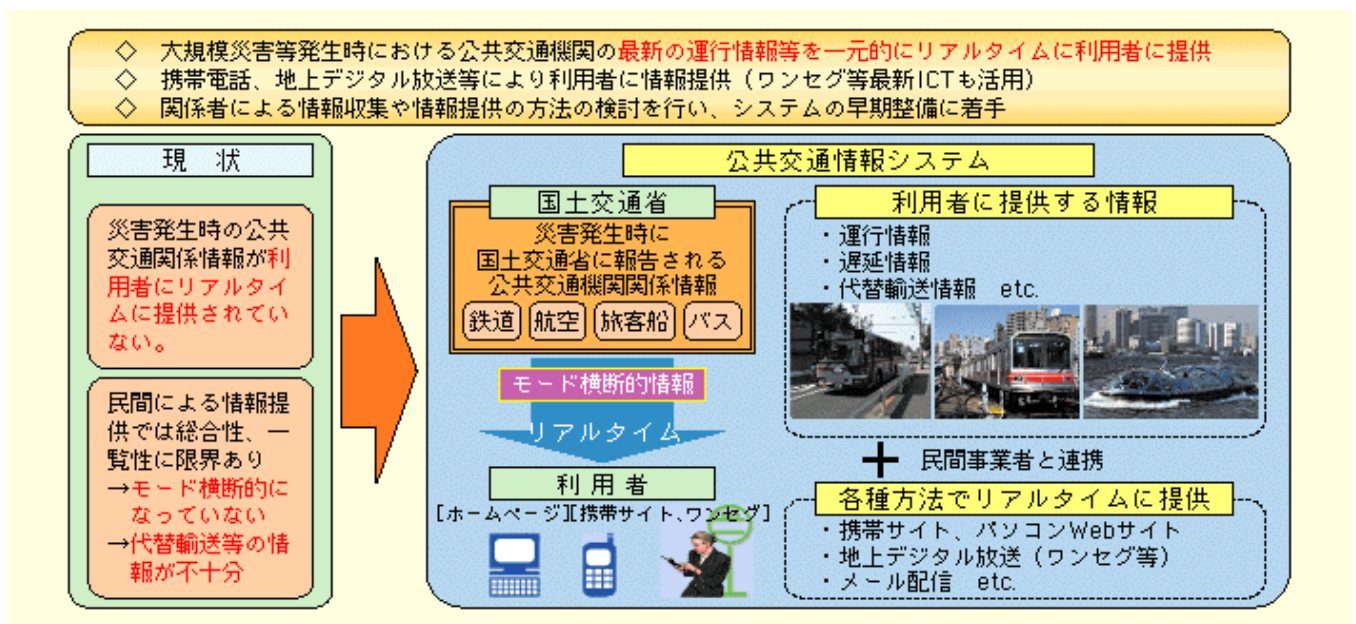 ◇ 大規模災害等発生時における公共交通機関の最新の運行情報等を一元的にリアルタイムに利用者に提供
◇ 携帯電話、地上デジタル放送等により利用者に情報提供（ワンセグ等最新ICTも活用）
◇ 関係者による情報収集や情報提供の方法の検討を行い、システムの早期整備に着手
現 状
災害発生時の公共
交通関係情報が利
用者にリアルタイ
ムに提供されてい
ない。
民間による情報提
供では総合性、一
覧性に限界あり
→モード横断的に
なっていない
→代替輸送等の情
報が不十分
公共交通情報システム
国土交通省
災害発生時に
国土交通省に報告される
公共交通機関関係情報
鉄道 航空 旅客船 バス
モード横断的情報
リアルタイム
利用者
[ホームページ][携帯サイト、ワンセグ]
利用者に提供する情報
・運行情報
・遅延情報
・代替輸送情報 etc.
＋ 民間事業者と連携
各種方法でリアルタイムに提供
・携帯サイト、パソコンWebサイト
・地上デジタル放送（ワンセグ等）
・メール配信 etc.